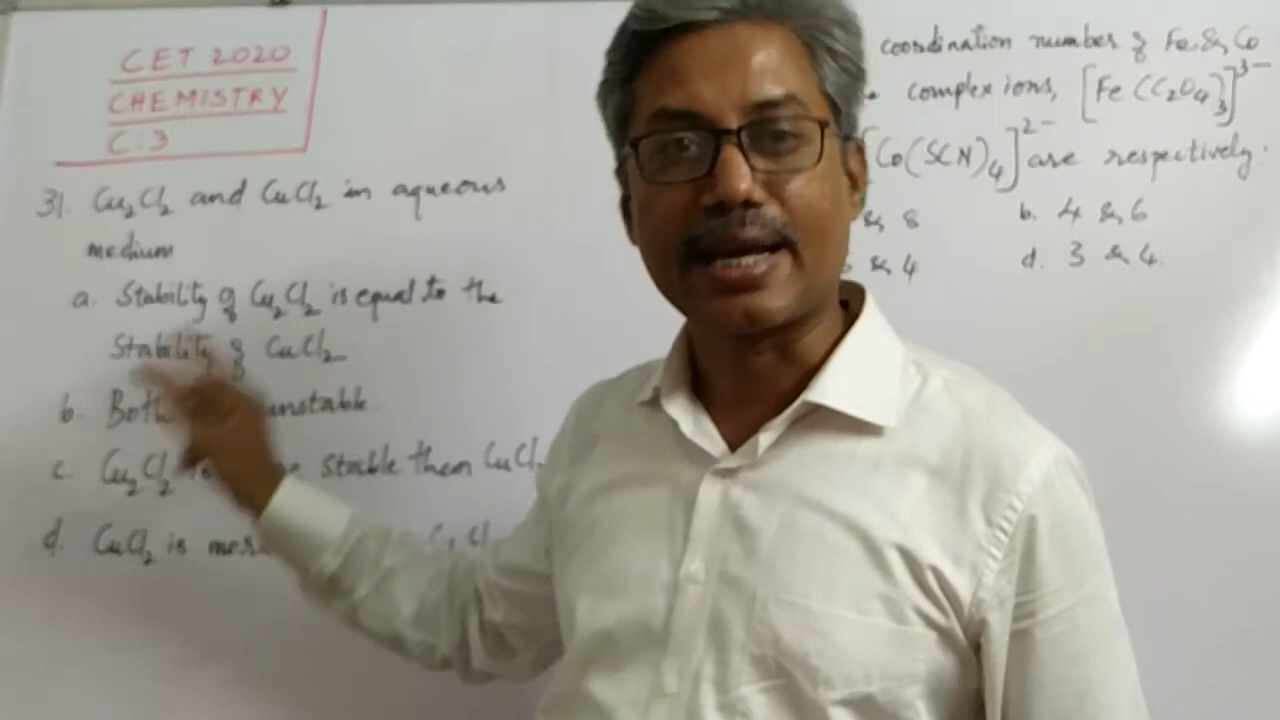 CET 2020
CHEMISTRY
C:3
31. Cu₂Cl₂ and CuCl₂ in aqueous
medium
a. Stability of Cu₂Cl₂ is equal to the
Stability of CuCl₂
b. Both unstable.
c. Cu₂Cl₂ stable then CuCl₂
d. CuCl₂ is more
coordination number of Fe & Co
complex ions, [Fe(C₂O₄)₃]³⁻
[Co(SCN)₄]²⁻ are respectively.
& 8 b. 4 & 6
& 4 d. 3 & 4.